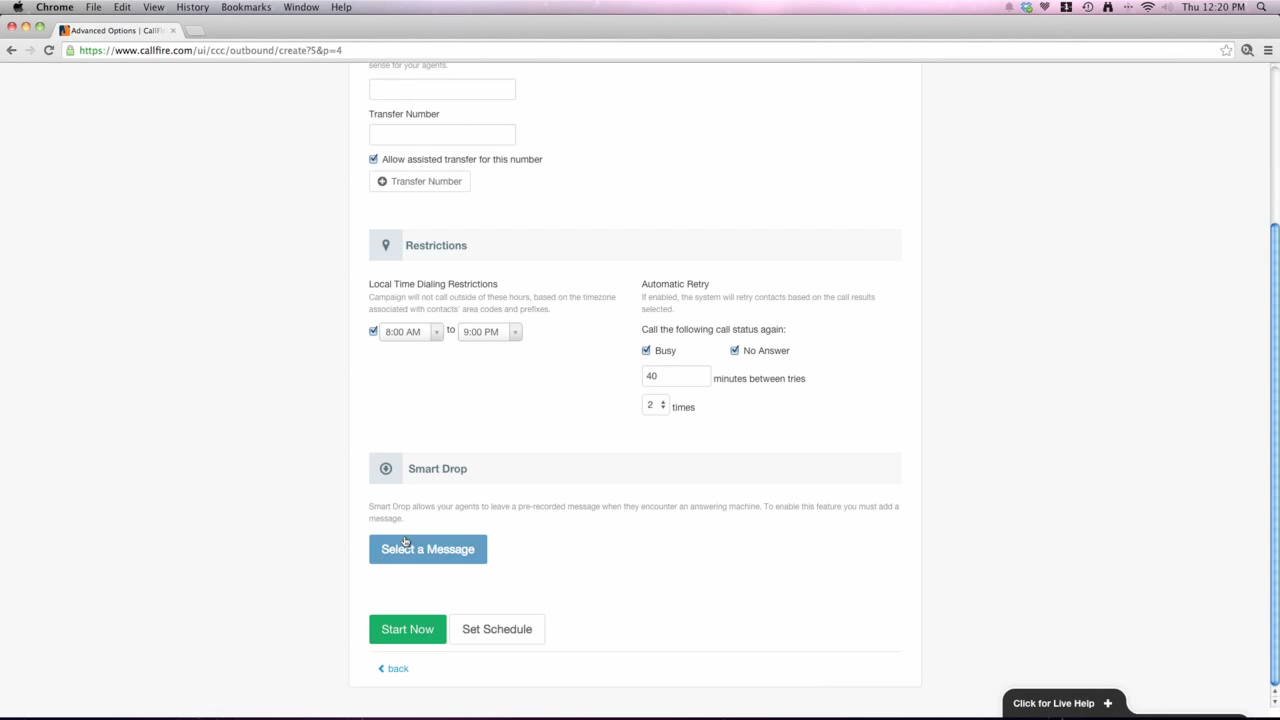 Chrome File Edit View History Bookmarks Window Help
1 Thu 12:20 PM
Advanced Options | CallFi
https://www.callfire.com/ui/ccc/outbound/create?5&p=4
sense for your agents.
Transfer Number
Allow assisted transfer for this number
Transfer Number
Restrictions
Local Time Dialing Restrictions
Campaign will not call outside of these hours, based on the timezone
associated with contacts' area codes and prefixes.
8:00 AM to 9:00 PM
Automatic Retry
If enabled, the system will retry contacts based on the call results
selected.
Call the following call status again:
Busy No Answer
40 minutes between tries
2 times
Smart Drop
Smart Drop allows your agents to leave a pre-recorded message when they encounter an answering machine. To enable this feature you must add a
message.
Select a Message
Start Now Set Schedule
back
Click for Live Help